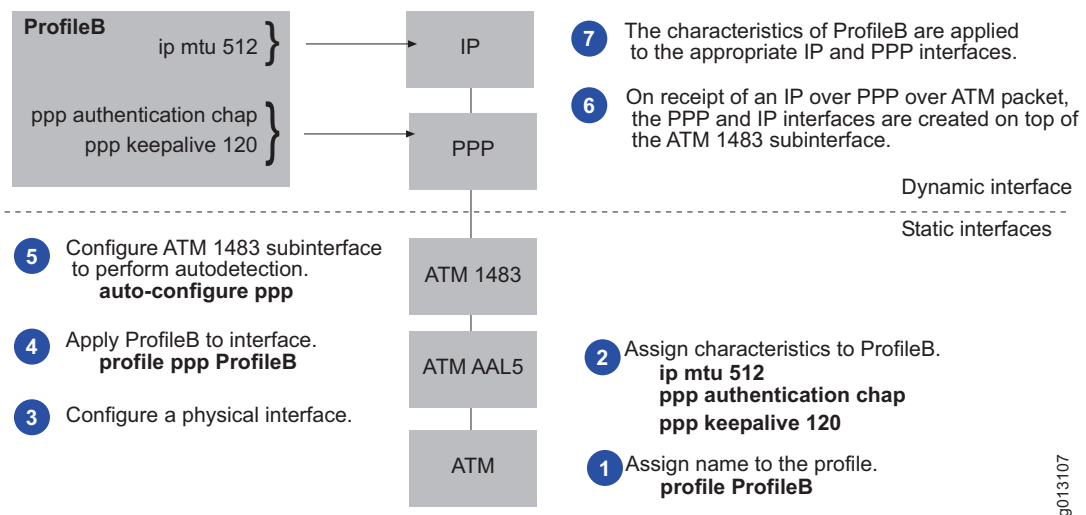 ProfileB
ip mtu 512 }
ppp authentication chap
ppp keepalive 120 }
IP
PPP
7 The characteristics of ProfileB are applied
to the appropriate IP and PPP interfaces.
6 On receipt of an IP over PPP over ATM packet,
the PPP and IP interfaces are created on top of
the ATM 1483 subinterface.
Dynamic interface
Static interfaces
5 Configure ATM 1483 subinterface
to perform autodetection.
auto-configure ppp
4 Apply ProfileB to interface.
profile ppp ProfileB
3 Configure a physical interface.
ATM 1483
ATM AAL5
ATM
2 Assign characteristics to ProfileB.
ip mtu 512
ppp authentication chap
ppp keepalive 120
1 Assign name to the profile.
profile ProfileB
g013107